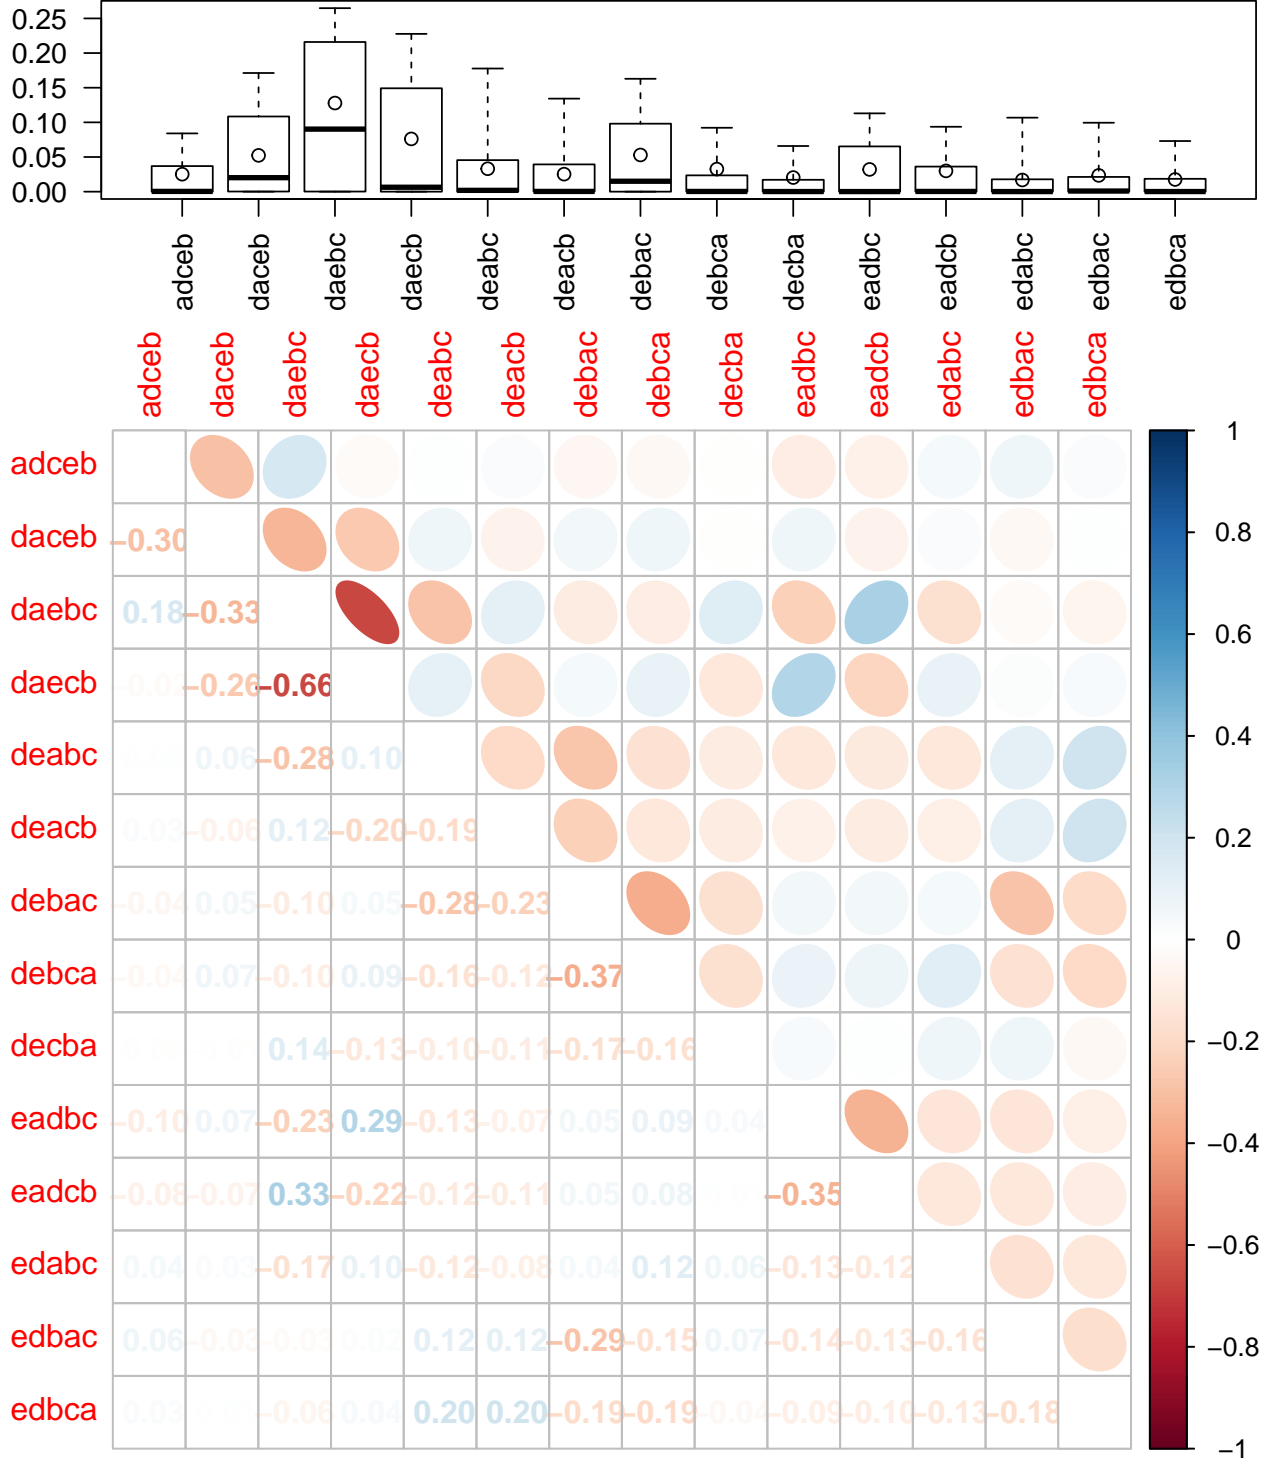 0.25
0.20
0.15
0.10
0.05
0.00
adceb daceb daebc daecb deabc deacb debac debca decba eadbc eadcb edabc edbac edbca
adceb daceb daebc daecb deabc deacb debac debca decba eadbc eadcb edabc edbac edbca
adceb
daceb −0.30
daebc 0.18 −0.33
daecb −0.26 −0.66
deabc 0.06 −0.28 0.10
deacb 0.03 −0.06 0.12 −0.20 −0.19
debac −0.04 0.05 −0.10 0.05 −0.28 −0.23
debca −0.04 0.07 −0.10 0.09 −0.16 −0.12 −0.37
decba 0.14 −0.13 −0.10 −0.11 −0.17 −0.16
eadbc −0.10 0.07 −0.23 0.29 −0.13 −0.07 0.05 0.09 0.04
eadcb −0.08 −0.07 0.33 −0.22 −0.12 −0.11 0.05 0.08 −0.35
edabc 0.04 0.03 −0.17 0.10 −0.12 −0.08 0.04 0.12 0.06 −0.13 −0.12
edbac 0.06 −0.03 −0.03 0.02 0.12 0.12 −0.29 −0.15 0.07 −0.14 −0.13 −0.16
edbca 0.03 −0.06 0.04 0.20 0.20 −0.19 −0.19 −0.04 −0.09 −0.10 −0.13 −0.18
1
0.8
0.6
0.4
0.2
0
−0.2
−0.4
−0.6
−0.8
−1